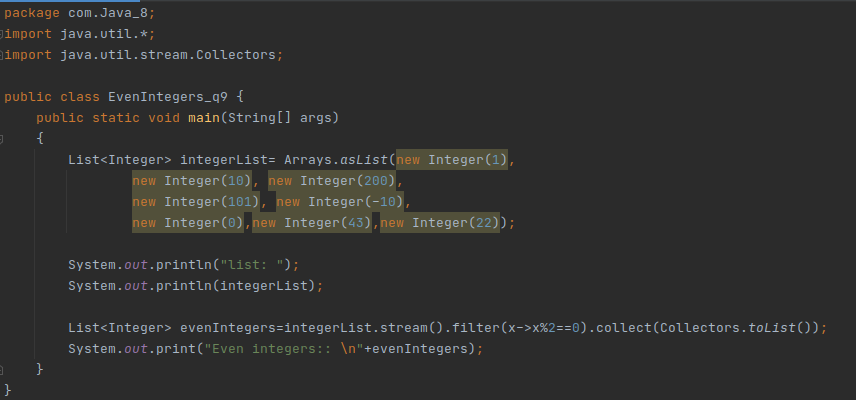 package com.Java_8;
import java.util.*;
import java.util.stream.Collectors;

public class EvenIntegers_q9 {
    public static void main(String[] args)
    {
        List<Integer> integerList= Arrays.asList(new Integer(1),
                new Integer(10), new Integer(200),
                new Integer(101), new Integer(-10),
                new Integer(0),new Integer(43),new Integer(22));

        System.out.println("list: ");
        System.out.println(integerList);

        List<Integer> evenIntegers=integerList.stream().filter(x->x%2==0).collect(Collectors.toList());
        System.out.print("Even integers:: \n"+evenIntegers);
    }
}